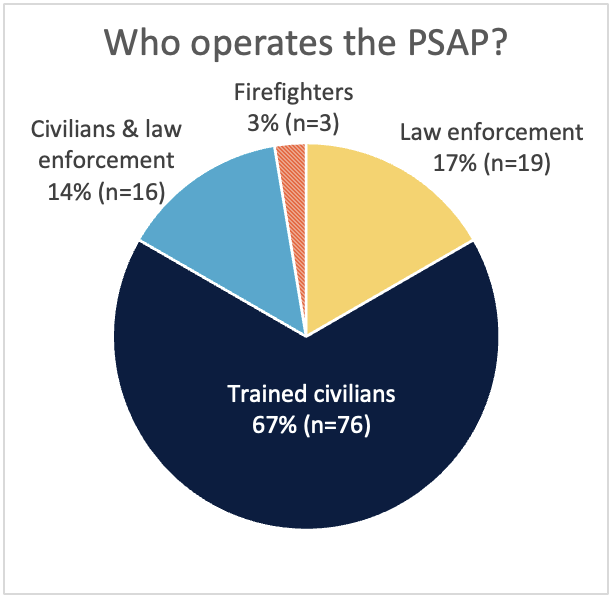 Who operates the PSAP?
Firefighters
3% (n=3)
Civilians & law
enforcement
14% (n=16)
Law enforcement
17% (n=19)
Trained civilians
67% (n=76)